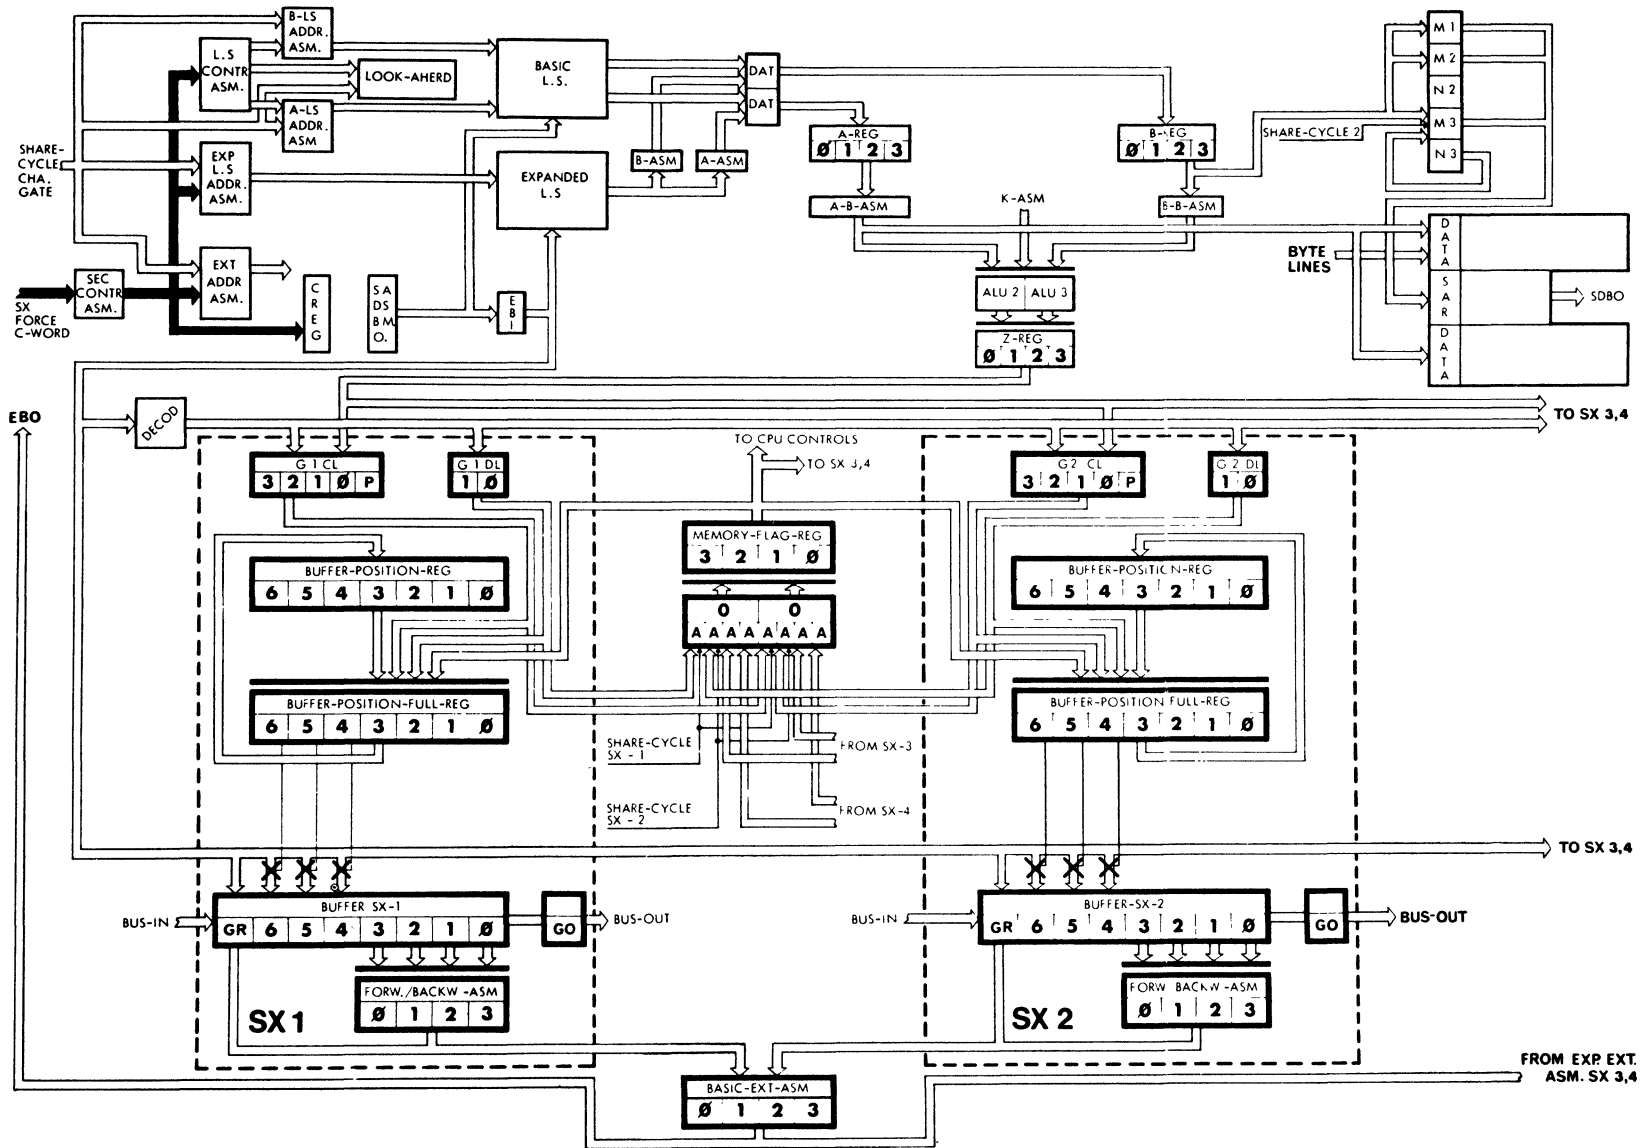 B-LS
ADDR.
ASM.
L.S
CONTR
ASM.
LOOK-AHERD
A-LS
ADDR.
ASM
SHARE-
CYCLE
CHA.
GATE
EXP
L.S
ADDR.
ASM.
EXT
ADDR
ASM.
SEC
CONTR
ASM.
SX
FORCE
C-WORD
C
R
E
G
S A
D S
B M.
O.
E
B
I
BASIC
L.S.
EXPANDED
L.S
B-ASM
A-ASM
DAT
DAT
A-REG
Ø 1 2 3
A-B-ASM
B-REG
Ø 1 2 3
B-B-ASM
K-ASM
ALU 2 ALU 3
Z-REG
Ø 1 2 3
SHARE-CYCLE 2
M 1
M 2
N 2
M 3
N 3
BYTE
LINES
D
A
T
A
S
A
R
D
A
T
A
SDBO
EBO
DECOD
TO SX 3,4
G 1 CL
3 2 1 Ø P
G 1 DL
1 Ø
TO CPU CONTROLS
TO SX 3,4
G2 CL
3 2 1 Ø P
G 2 DL
1 Ø
MEMORY-FLAG-REG
3 2 1 Ø
O O
A A A A A A A A
BUFFER-POSITION-REG
6 5 4 3 2 1 Ø
BUFFER-POSITION-REG
6 5 4 3 2 1 Ø
BUFFER-POSITION-FULL-REG
6 5 4 3 2 1 Ø
BUFFER-POSITION FULL-REG
6 5 4 3 2 1 Ø
SHARE-CYCLE
SX - 1
SHARE-CYCLE
SX - 2
FROM SX-3
FROM SX-4
TO SX 3,4
BUS-IN
BUFFER SX-1
GR 6 5 4 3 2 1 Ø
GO
BUS-OUT
FORW./BACKW-ASM
Ø 1 2 3
SX 1
BUS-IN
BUFFER-SX-2
GR 6 5 4 3 2 1 Ø
GO
BUS-OUT
FORW BACKW-ASM
Ø 1 2 3
SX 2
BASIC-EXT-ASM
Ø 1 2 3
FROM EXP. EXT.
ASM. SX 3,4